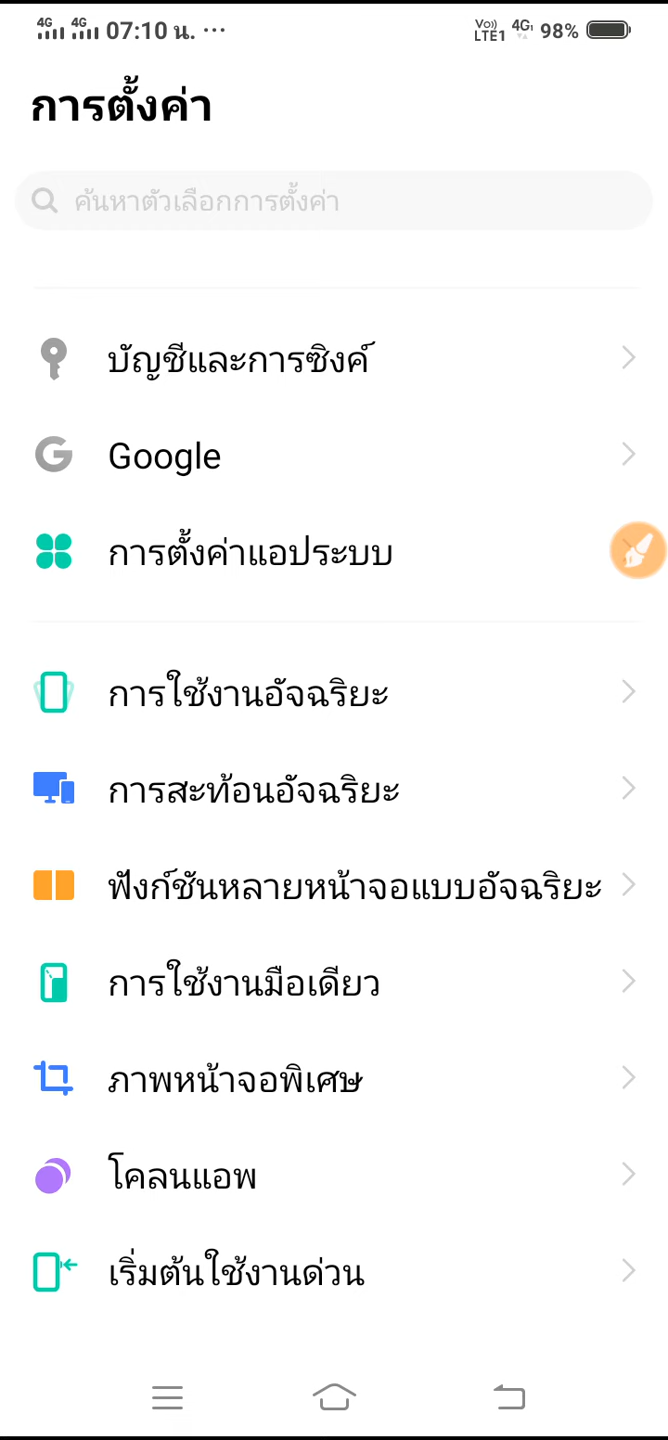 4G 4G 07:10 น. ··· Vo)) LTE1 4G 98%
การตั้งค่า
ค้นหาตัวเลือกการตั้งค่า
บัญชีและการซิงค์
Google
การตั้งค่าแอประบบ
การใช้งานอัจฉริยะ
การสะท้อนอัจฉริยะ
ฟังก์ชันหลายหน้าจอแบบอัจฉริยะ
การใช้งานมือเดียว
ภาพหน้าจอพิเศษ
โคลนแอพ
เริ่มต้นใช้งานด่วน